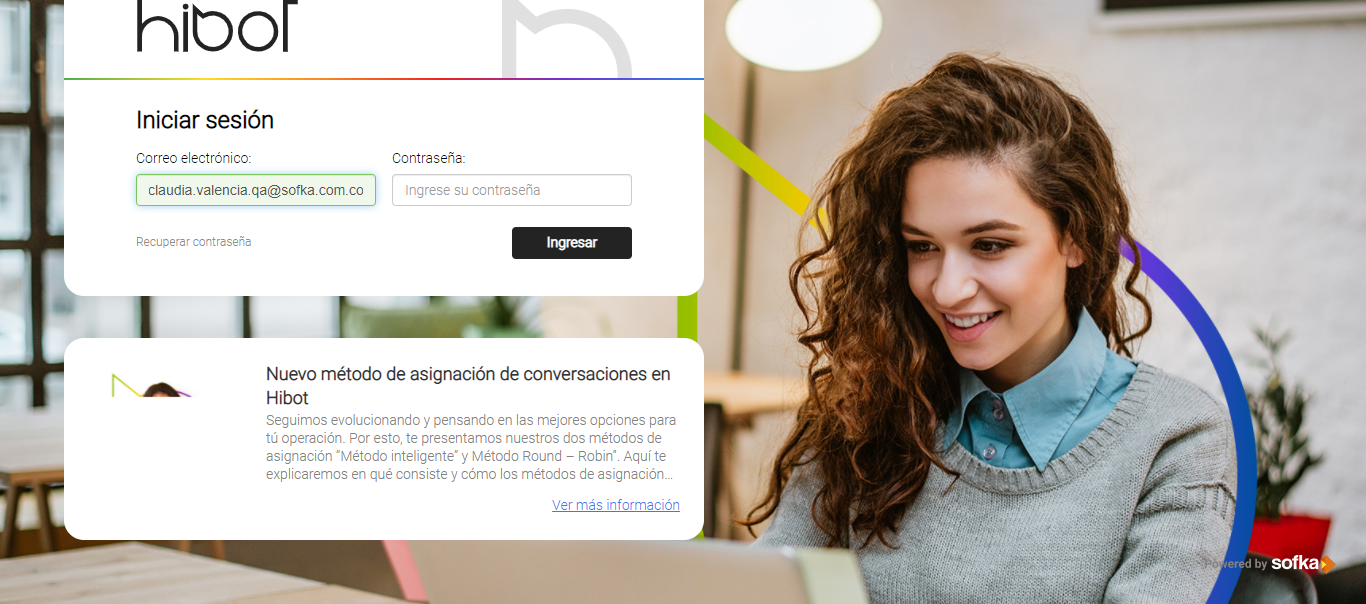 hibot
Iniciar sesión
Correo electrónico:
Contraseña:
claudia.valencia.qa@sofka.com.co
Ingrese su contraseña
Recuperar contraseña
Ingresar
Nuevo método de asignación de conversaciones en
Hibot
Seguimos evolucionando y pensando en las mejores opciones para
tú operación. Por esto, te presentamos nuestros dos métodos de
asignación “Método inteligente” y Método Round – Robin”. Aquí te
explicaremos en qué consiste y cómo los métodos de asignación...
Ver más información
Powered by sofka